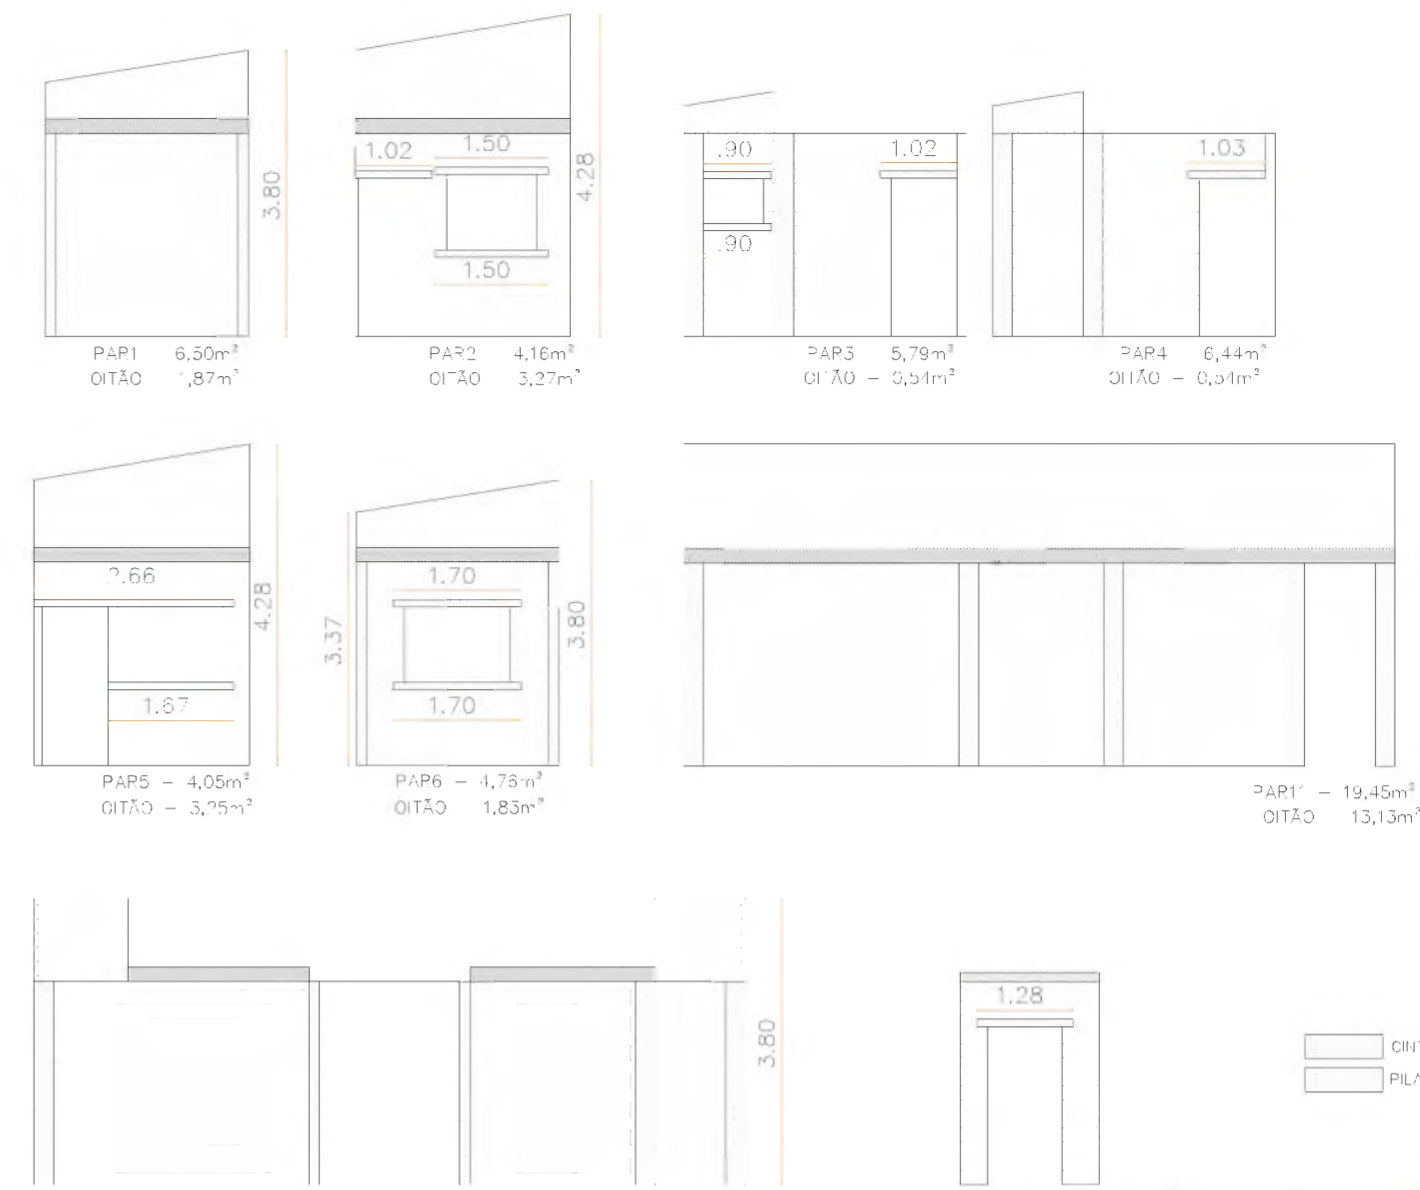 3.80
1.02
1.50
1.50
4.28
.90
.90
1.02
1.03
PAR1 6,50m²
OITÃO 1,87m²
PAR2 4,16m²
OITÃO 3,27m²
PAR3 5,79m²
OITÃO – 0,54m²
PAR4 6,44m²
OITÃO – 0,54m²
2.66
1.67
4.28
3.37
1.70
1.70
3.80
PAR5 – 4,05m²
OITÃO – 3,25m²
PAR6 – 4,76m²
OITÃO 1,83m²
PAR11 – 19,45m²
OITÃO 13,13m²
3.80
1.28